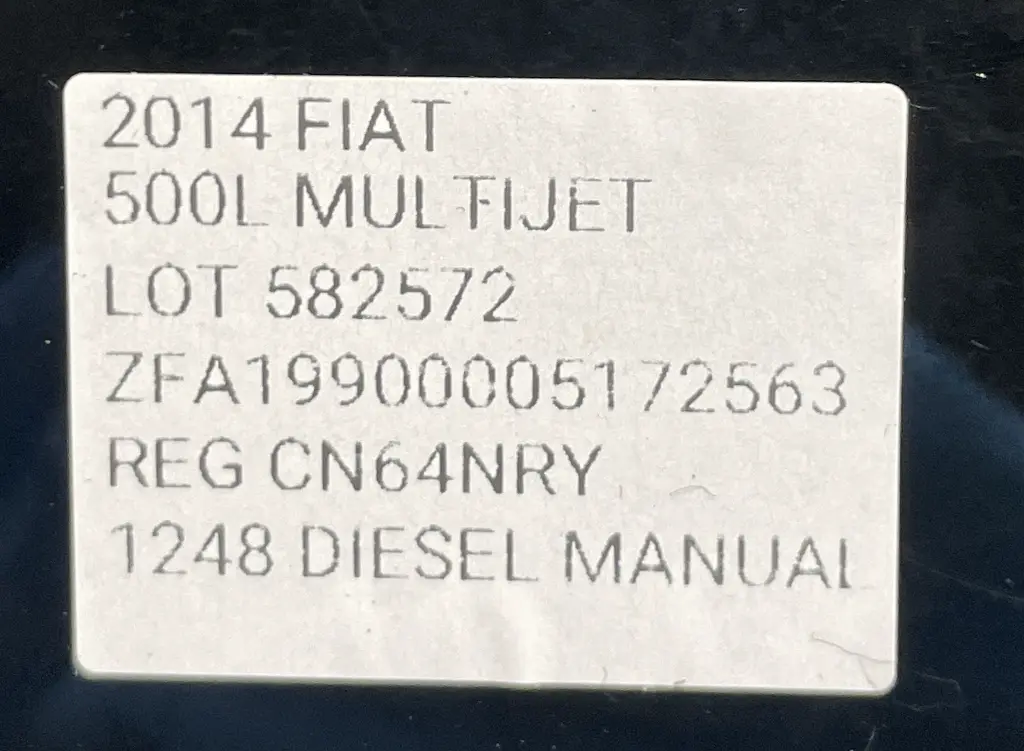 2014 FIAT
500L MULTIJET
LOT 582572
ZFA19900005172563
REG CN64NRY
1248 DIESEL MANUAL